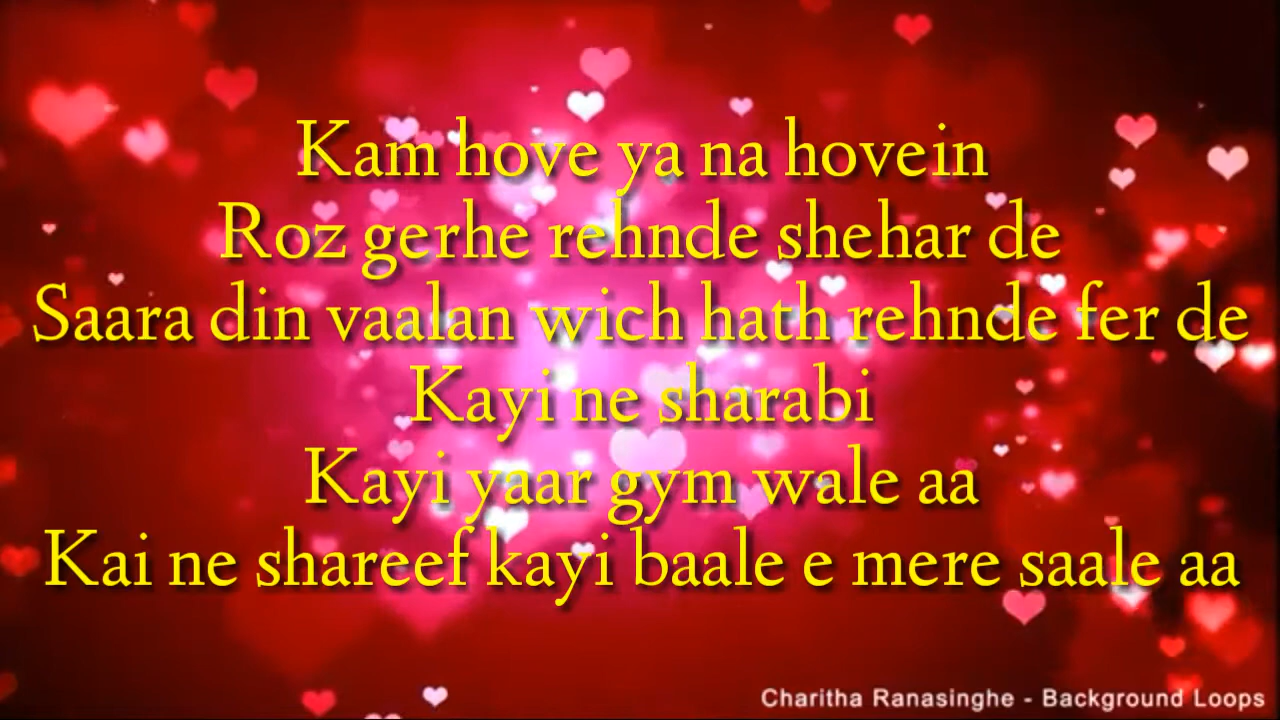 Kam hove ya na hovein
Roz gerhe rehnde shehar de
Saara din vaalan wich hath rehnde fer de
Kayi ne sharabi
Kayi yaar gym wale aa
Kai ne shareef kayi baale e mere saale aa
Charitha Ranasinghe - Background Loops